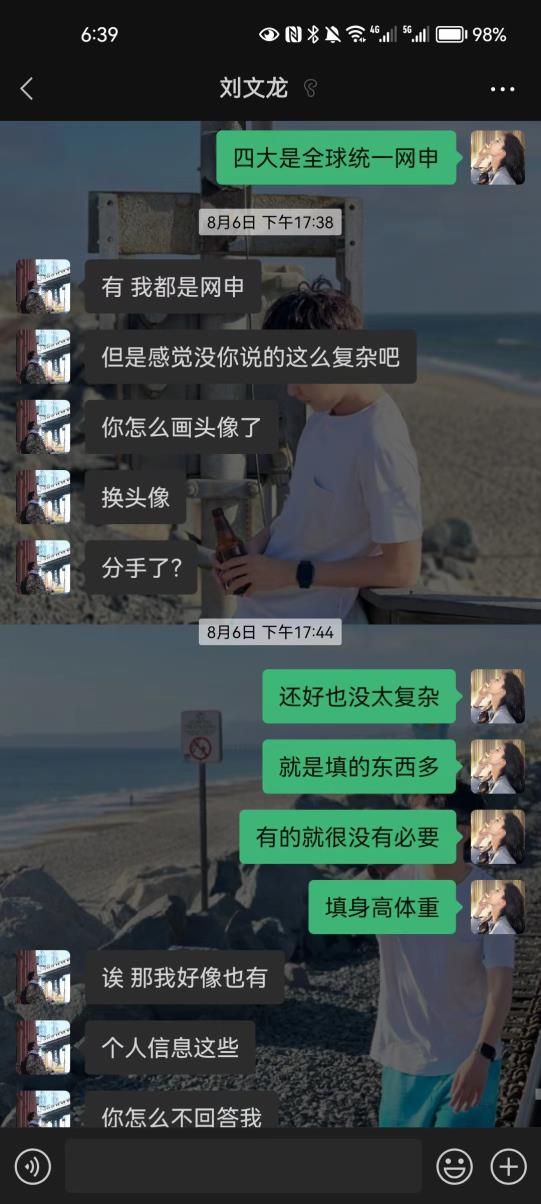 6:39
4G
5G
98%
刘文龙
四大是全球统一网申
8月6日 下午17:38
有 我都是网申
但是感觉没你说的这么复杂吧
你怎么画头像了
换头像
分手了?
8月6日 下午17:44
还好也没太复杂
就是填的东西多
有的就很没有必要
填身高体重
诶 那我好像也有
个人信息这些
你怎么不回答我